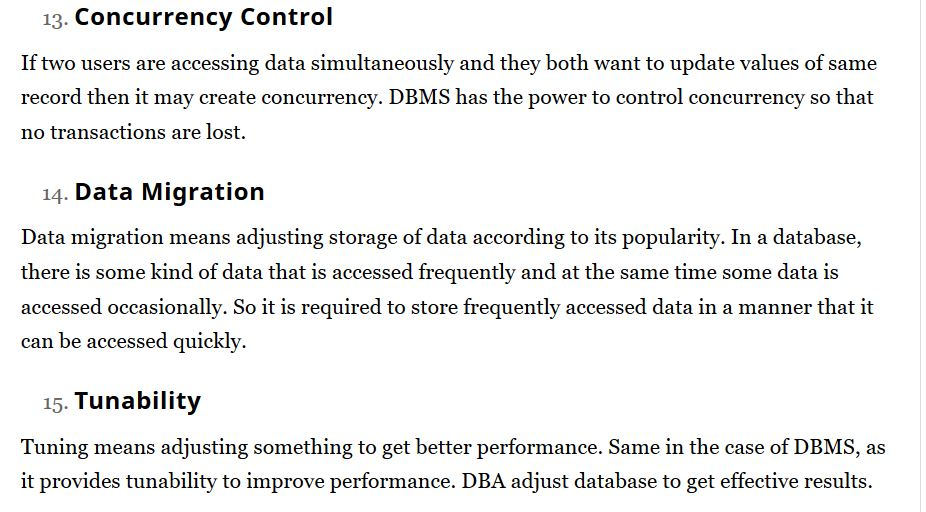 13. Concurrency Control
If two users are accessing data simultaneously and they both want to update values of same
record then it may create concurrency. DBMS has the power to control concurrency so that
no transactions are lost.
14. Data Migration
Data migration means adjusting storage of data according to its popularity. In a database,
there is some kind of data that is accessed frequently and at the same time some data is
accessed occasionally. So it is required to store frequently accessed data in a manner that it
can be accessed quickly.
15. Tunability
Tuning means adjusting something to get better performance. Same in the case of DBMS, as
it provides tunability to improve performance. DBA adjust database to get effective results.